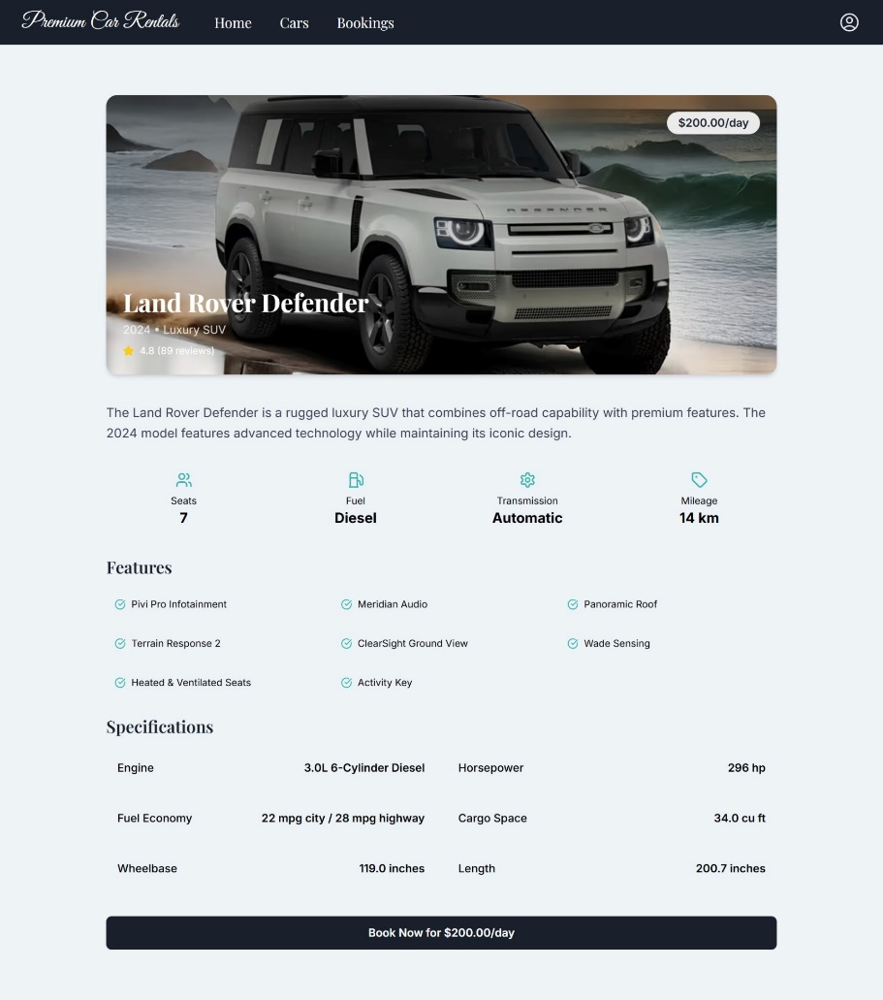 Premium Car Rentals
Home
Cars
Bookings
$200.00/day
DEFENDER
Land Rover Defender
2024 • Luxury SUV
4.8 (89 reviews)
The Land Rover Defender is a rugged luxury SUV that combines off-road capability with premium features. The
2024 model features advanced technology while maintaining its iconic design.
Seats
7
Fuel
Diesel
Transmission
Automatic
Mileage
14 km
Features
Pivi Pro Infotainment
Meridian Audio
Panoramic Roof
Terrain Response 2
ClearSight Ground View
Wade Sensing
Heated & Ventilated Seats
Activity Key
Specifications
Engine
3.0L 6-Cylinder Diesel
Horsepower
296 hp
Fuel Economy
22 mpg city / 28 mpg highway
Cargo Space
34.0 cu ft
Wheelbase
119.0 inches
Length
200.7 inches
Book Now for $200.00/day